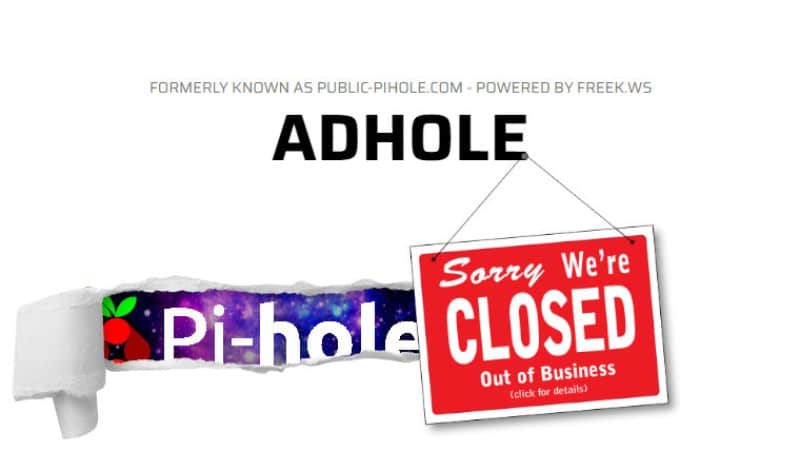 FORMERLY KNOWN AS PUBLIC-PIHOLE.COM - POWERED BY FREEK.WS
ADHOLE
Sorry We're
CLOSED
Out of Business
(click for details)
Pi-hole